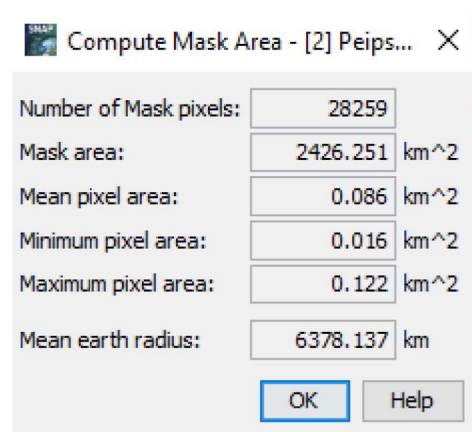 SNAP
Compute Mask Area - [2] Peips...
Number of Mask pixels: 28259
Mask area: 2426.251 km^2
Mean pixel area: 0.086 km^2
Minimum pixel area: 0.016 km^2
Maximum pixel area: 0.122 km^2
Mean earth radius: 6378.137 km
OK Help